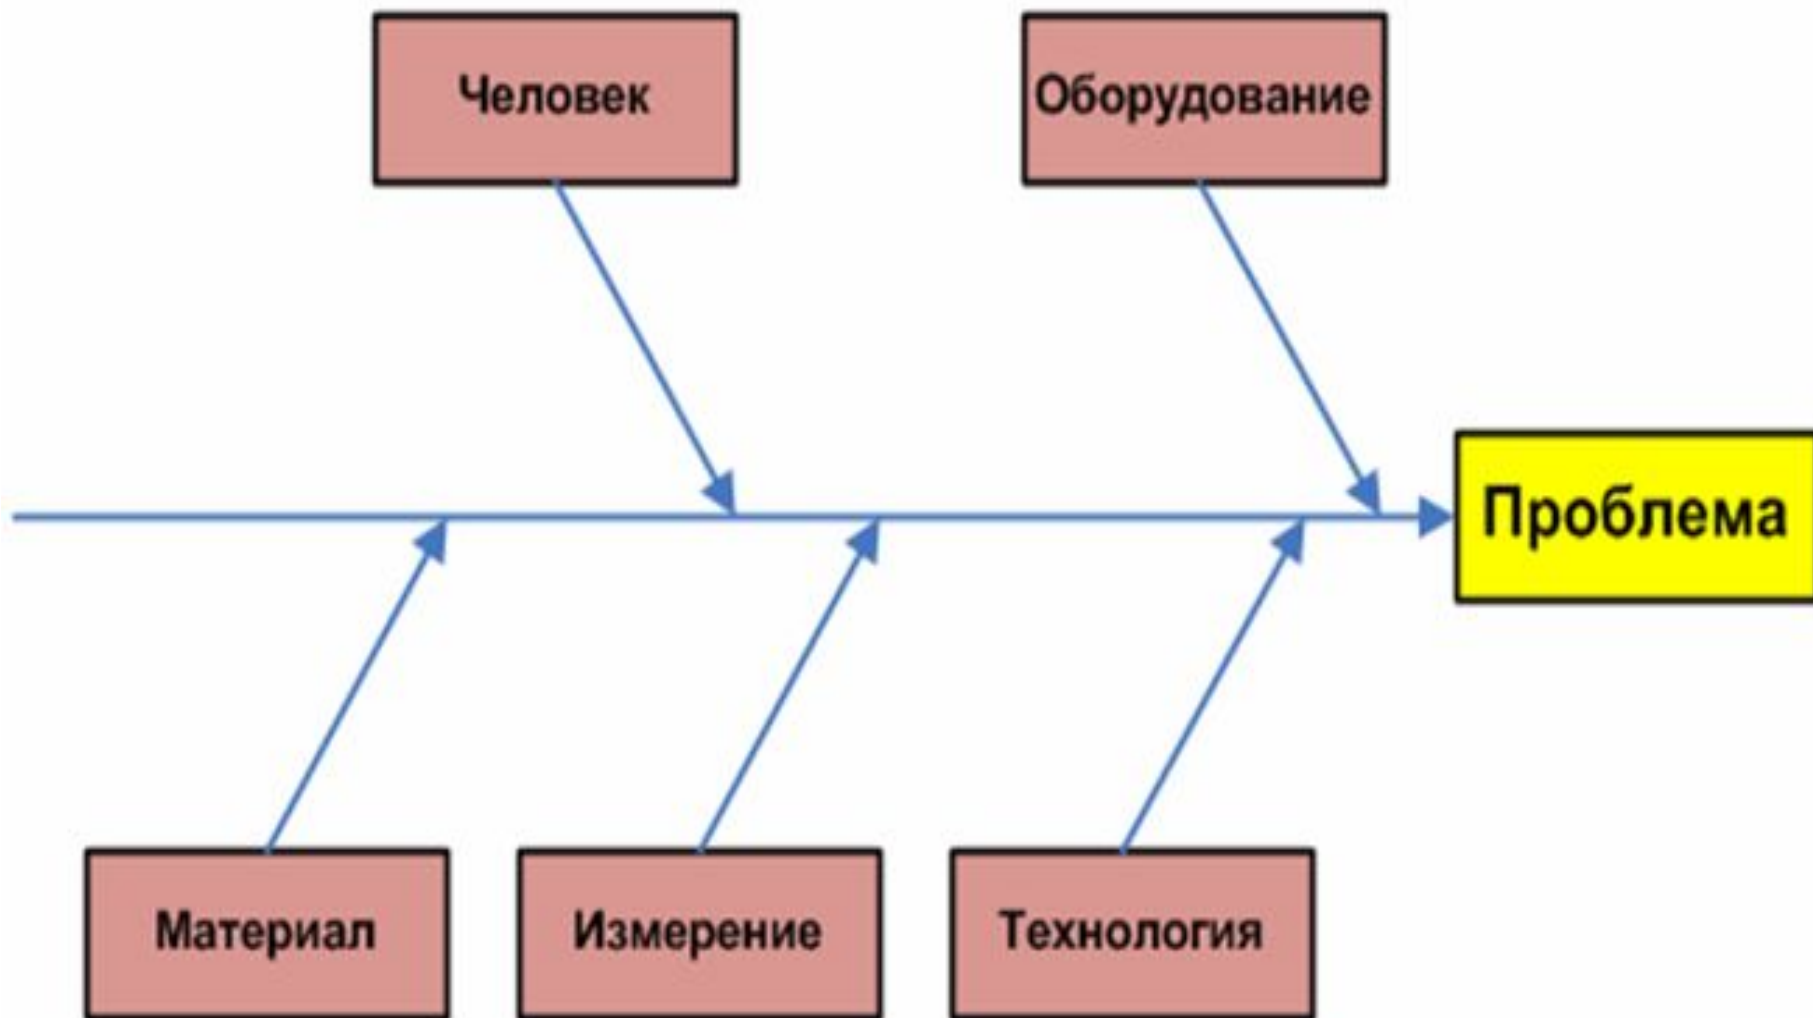 Человек
Оборудование
Проблема
Материал
Измерение
Технология